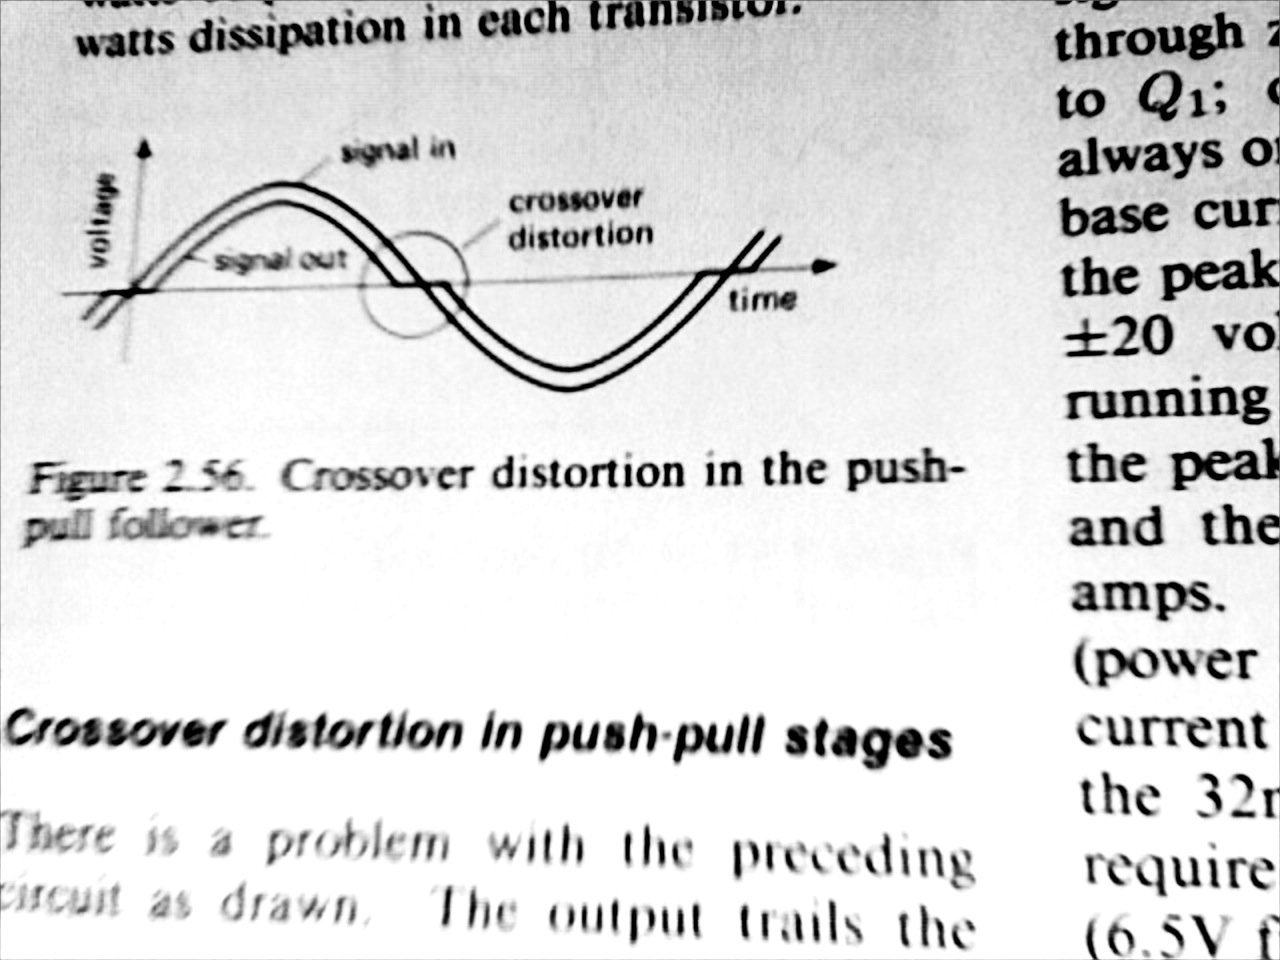 watts dissipation in each transistor.
signal in
crossover
distortion
voltage
signal out
time
Figure 2.56. Crossover distortion in the push-
pull follower.
Crossover distortion in push-pull stages
There is a problem with the preceding
circuit as drawn. The output trails the
through
to Q1;
always
base
the peak
±20
running
the peak
and the
amps.
(power
current
the
require
(6.5V